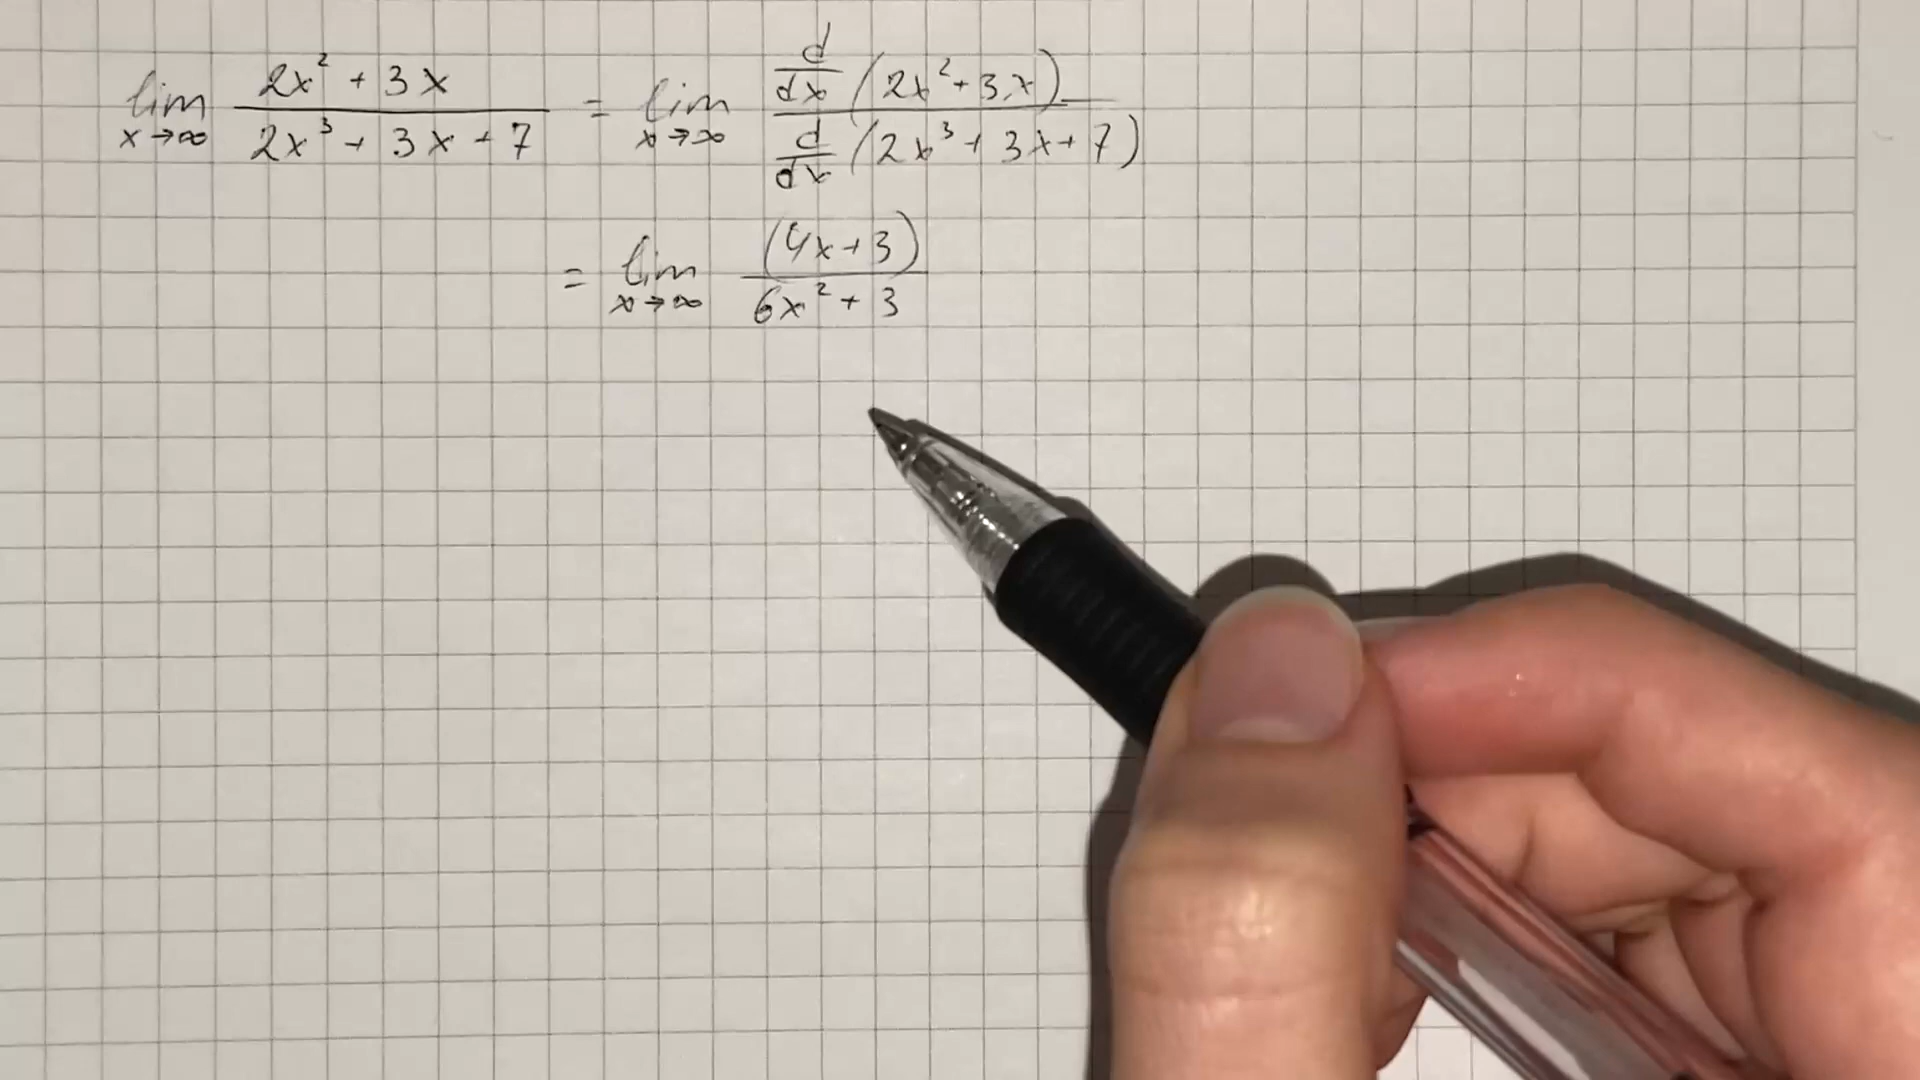 lim x→∞ (2x² + 3x)/(2x³ + 3x + 7) = lim x→∞ (d/dx (2x² + 3x))/(d/dx (2x³ + 3x + 7))
= lim x→∞ (4x + 3)/(6x² + 3)